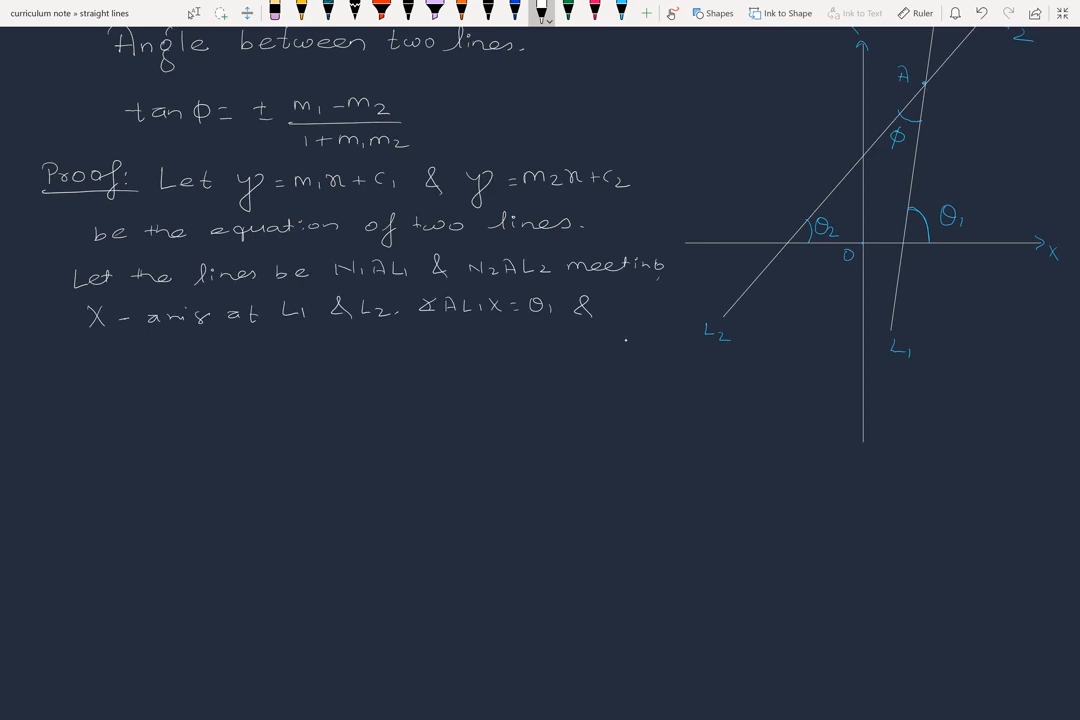 curriculum note » straight lines
Shapes Ink to Shape Ink to Text Ruler
Angle between two lines.
tan ϕ = ± m₁ - m₂ / 1 + m₁m₂
Proof: Let y = m₁x + c₁ & y = m₂x + c₂
be the equation of two lines.
Let the lines be N₁AL₁ & N₂AL₂ meeting
X - axis at L₁ & L₂. ∠AL₁X = θ₁ &
2
A
ϕ
θ₂
θ₁
O
X
L₂
L₁